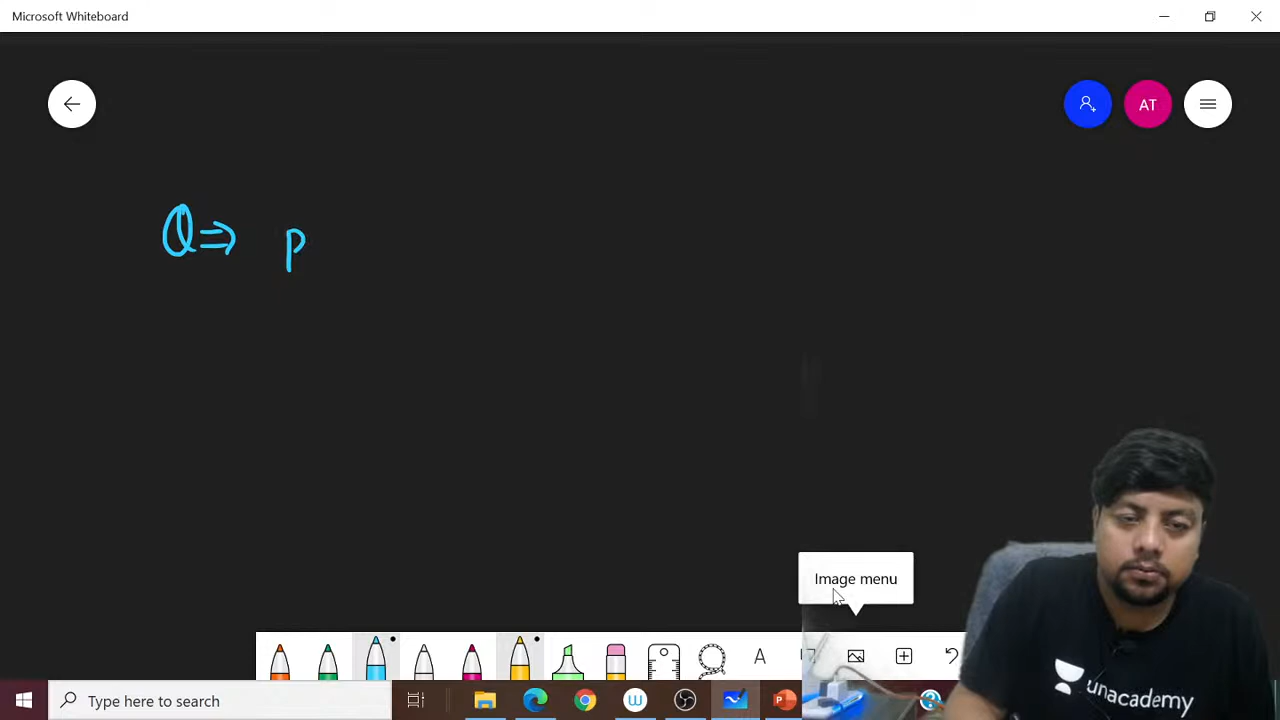 Microsoft Whiteboard
AT
Q⇒ p
Image menu
A
unacademy
Type here to search